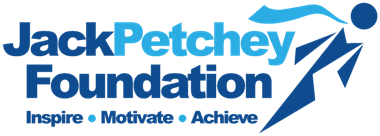 JackPetchey
Foundation
Inspire • Motivate • Achieve